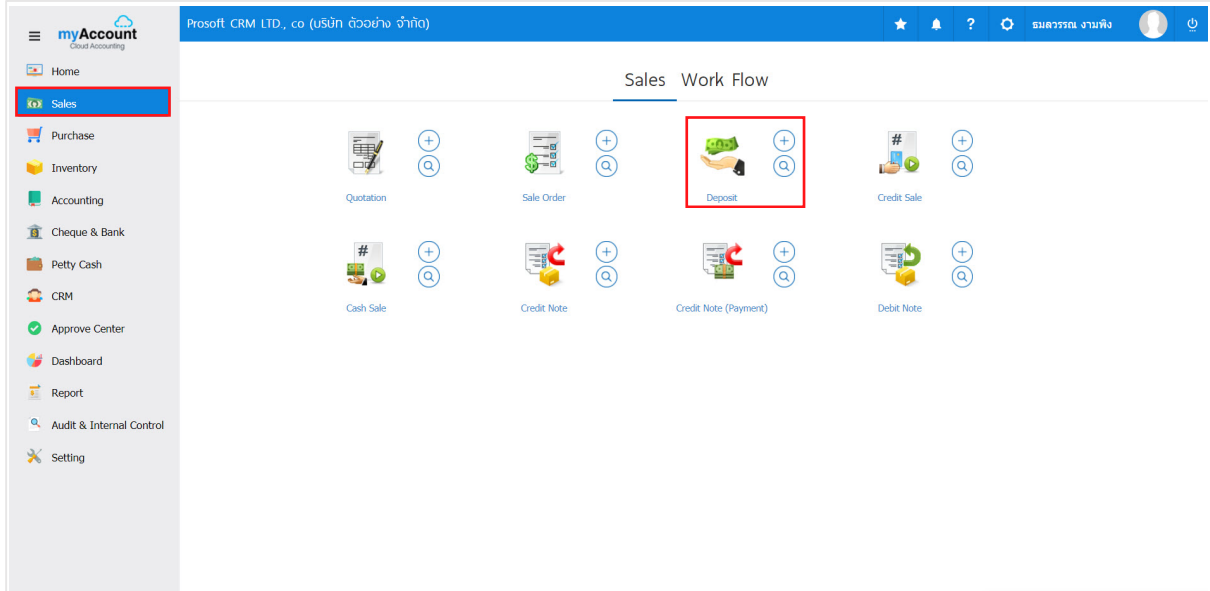 myAccount
Cloud Accounting
Prosoft CRM LTD., co (บริษัท ตัวอย่าง จำกัด)
?
ธมลวรรณ งามพิง
Home
Sales
Purchase
Inventory
Accounting
Cheque & Bank
Petty Cash
CRM
Approve Center
Dashboard
Report
Audit & Internal Control
Setting
Sales Work Flow
Quotation
Sale Order
Deposit
#
Credit Sale
#
Cash Sale
Credit Note
Credit Note (Payment)
Debit Note